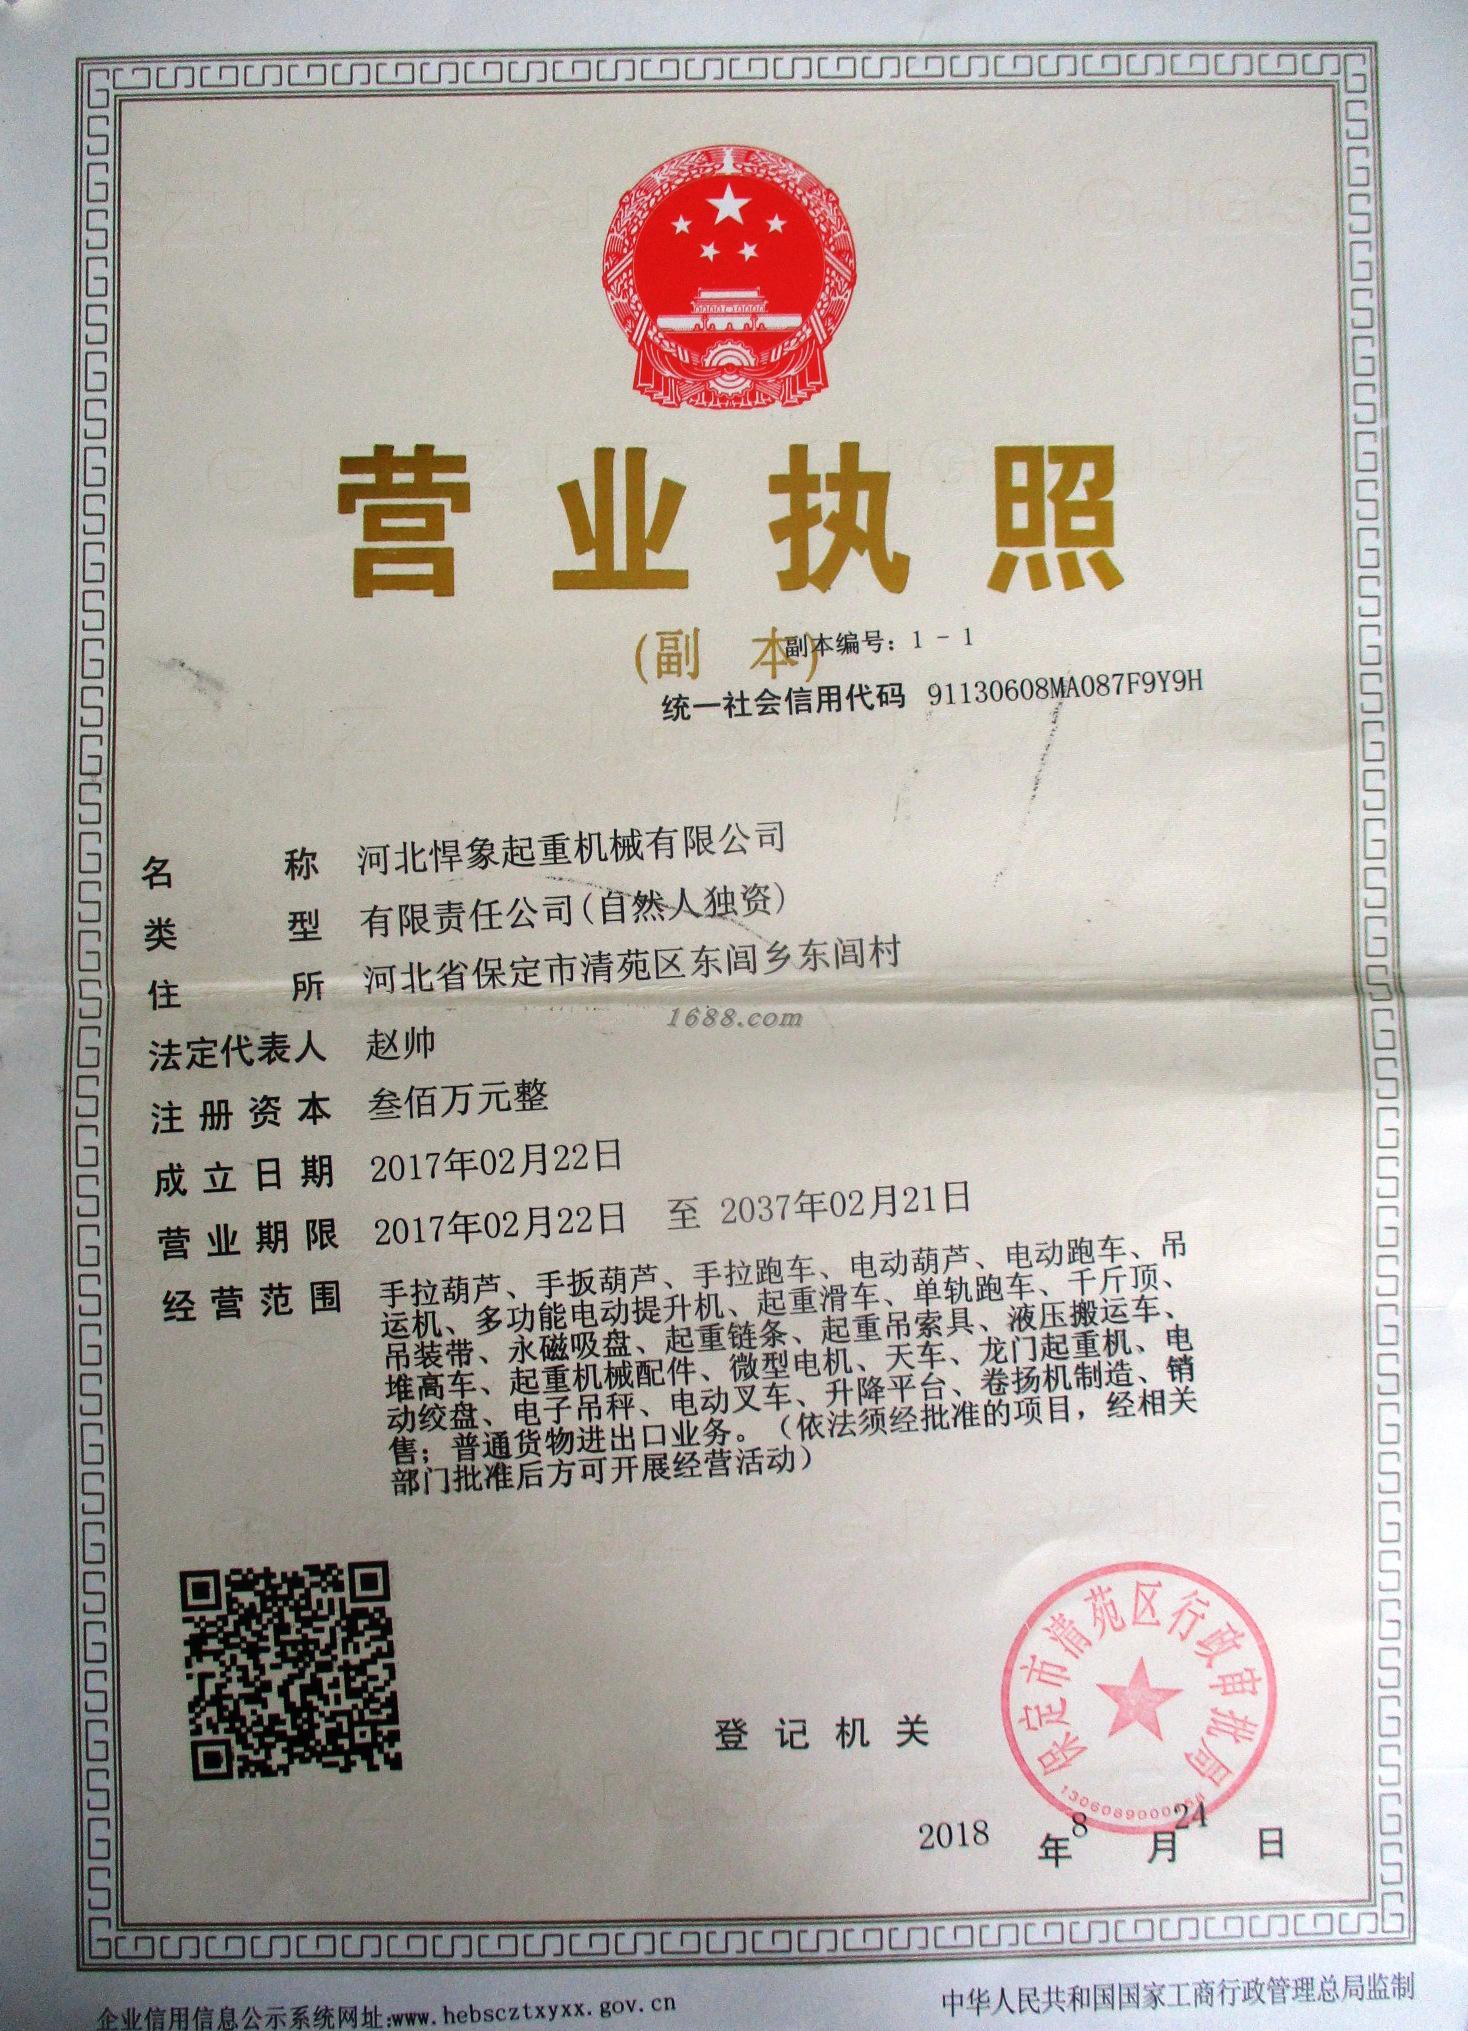 营业执照
(副 本)
副本编号：1-1
统一社会信用代码 91130608MA087F9Y9H
名 称 河北悍象起重机械有限公司
类 型 有限责任公司(自然人独资)
住 所 河北省保定市清苑区东闾乡东闾村
1688.com
法定代表人 赵帅
注册资本 叁佰万元整
成立日期 2017年02月22日
营业期限 2017年02月22日 至 2037年02月21日
经营范围 手拉葫芦、手扳葫芦、手拉跑车、电动葫芦、电动跑车、吊
运机、多功能电动提升机、起重滑车、单轨跑车、千斤顶、
吊装带、永磁吸盘、起重链条、起重吊索具、液压搬运车、
堆高车、起重机械配件、微型电机、天车、龙门起重机、电
动绞盘、电子吊秤、电动叉车、升降平台、卷扬机制造、销
售；普通货物进出口业务。（依法须经批准的项目，经相关
部门批准后方可开展经营活动）
保定市清苑区行政审批局
登记机关
2018 年 8 月 24 日
企业信用信息公示系统网址:www.hebscztxyxx.gov.cn
中华人民共和国国家工商行政管理总局监制